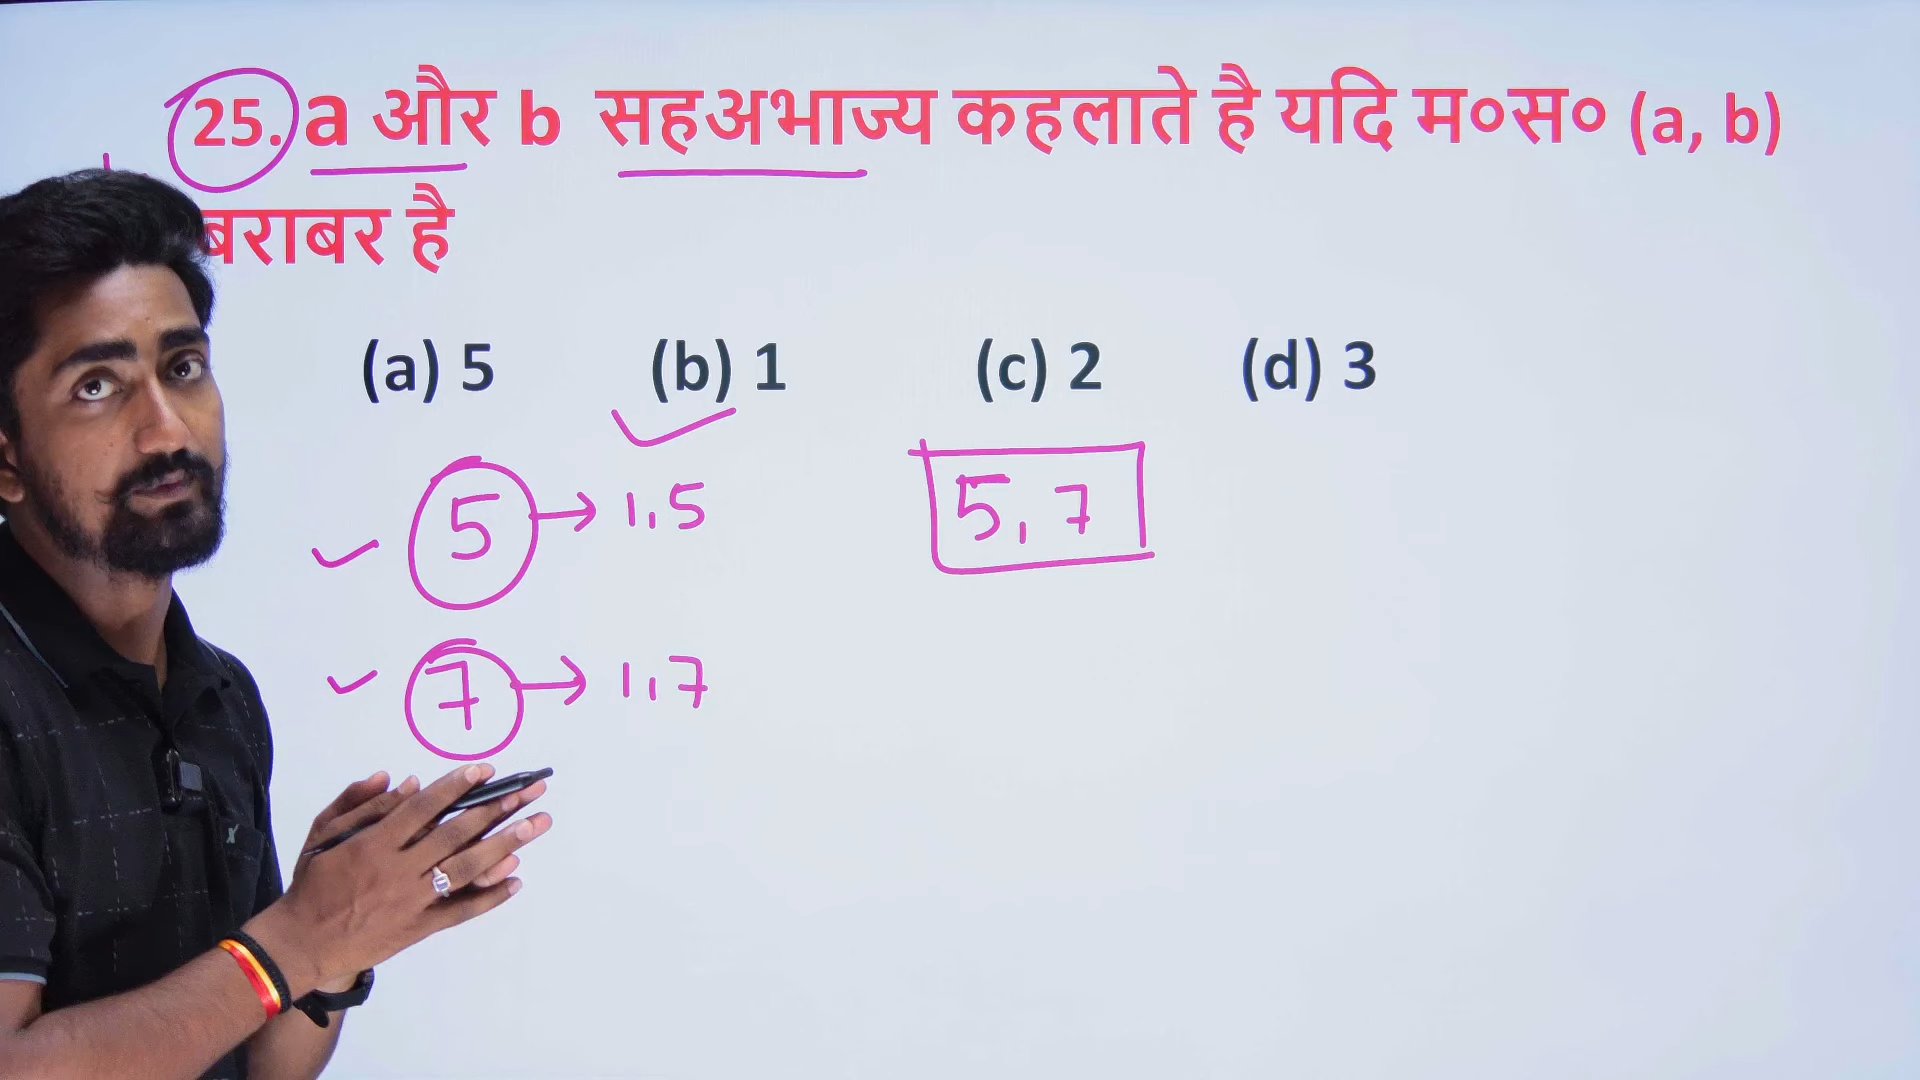 25. a और b सहअभाज्य कहलाते है यदि म०स० (a, b)
बराबर है
(a) 5 (b) 1 (c) 2 (d) 3
5 → 1,5
5, 7
7 → 1,7